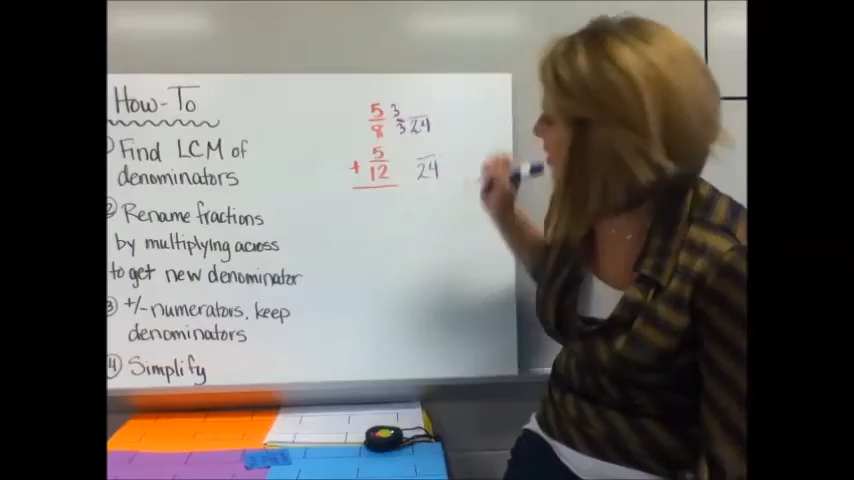 How-To
① Find LCM of
denominators
② Rename fractions
by multiplying across
to get new denominator
③ +/- numerators, keep
denominators
④ Simplify
5 3
8 3 24
5
+ 12 24